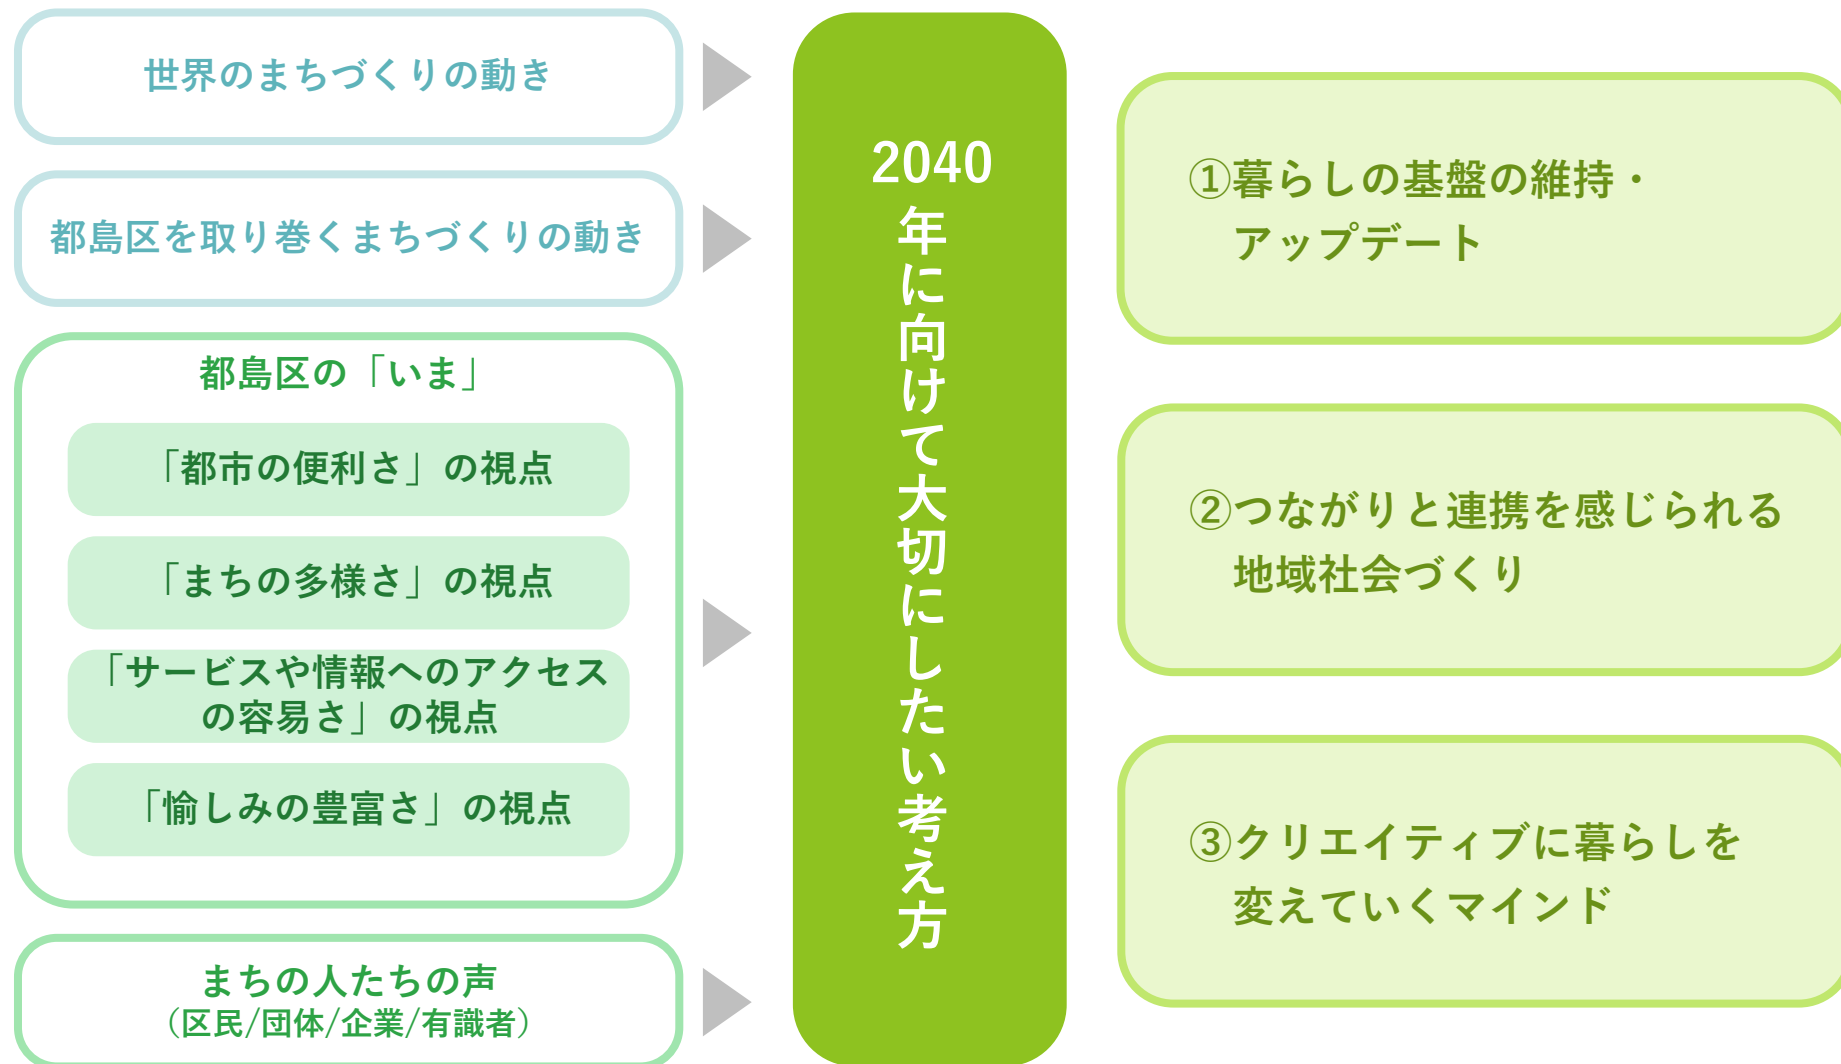 世界のまちづくりの動き
都島区を取り巻くまちづくりの動き
都島区の「いま」
「都市の便利さ」の視点
「まちの多様さ」の視点
「サービスや情報へのアクセス
の容易さ」の視点
「愉しみの豊富さ」の視点
まちの人たちの声
（区民/団体/企業/有識者）
2040年に向けて大切にしたい考え方
①暮らしの基盤の維持・
アップデート
②つながりと連携を感じられる
地域社会づくり
③クリエイティブに暮らしを
変えていくマインド